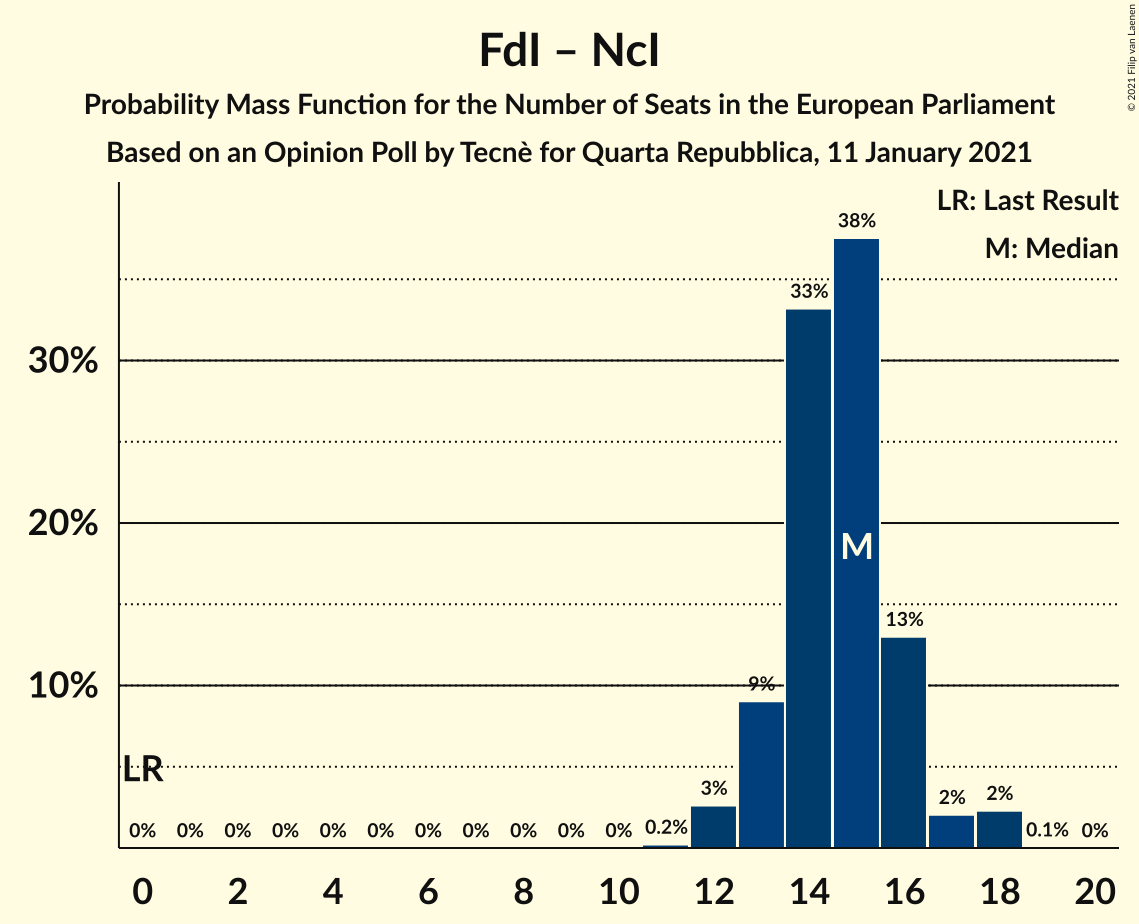 FdI – NcI
Probability Mass Function for the Number of Seats in the European Parliament
Based on an Opinion Poll by Tecnè for Quarta Repubblica, 11 January 2021
© 2021 Filip van Laenen
LR: Last Result
M: Median
30%
20%
10%
LR
M
0% 0% 0% 0% 0% 0% 0% 0% 0% 0% 0% 0.2% 3% 9% 33% 38% 13% 2% 2% 0.1% 0%
0 2 4 6 8 10 12 14 16 18 20